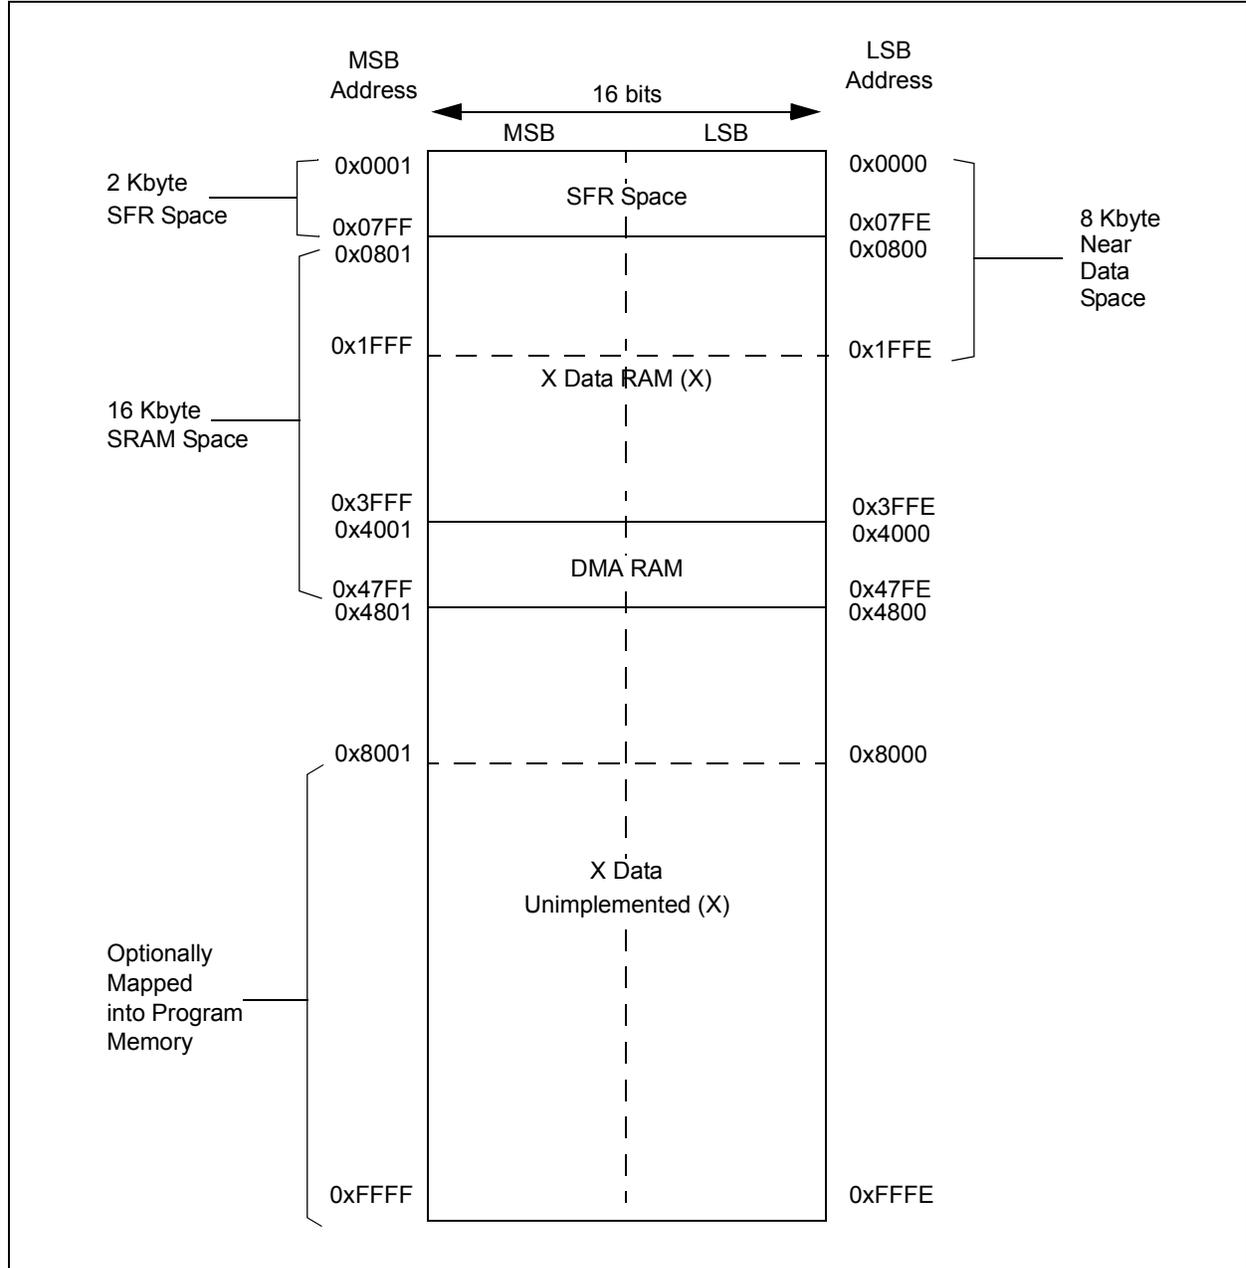 MSB
Address
LSB
Address
16 bits
MSB LSB
0x0001
0x0000
2 Kbyte
SFR Space
SFR Space
0x07FF
0x07FE
0x0801
0x0800
8 Kbyte
Near
Data
Space
0x1FFF
0x1FFE
X Data RAM (X)
16 Kbyte
SRAM Space
0x3FFF
0x3FFE
0x4001
0x4000
DMA RAM
0x47FF
0x47FE
0x4801
0x4800
0x8001
0x8000
X Data
Unimplemented (X)
Optionally
Mapped
into Program
Memory
0xFFFF
0xFFFE